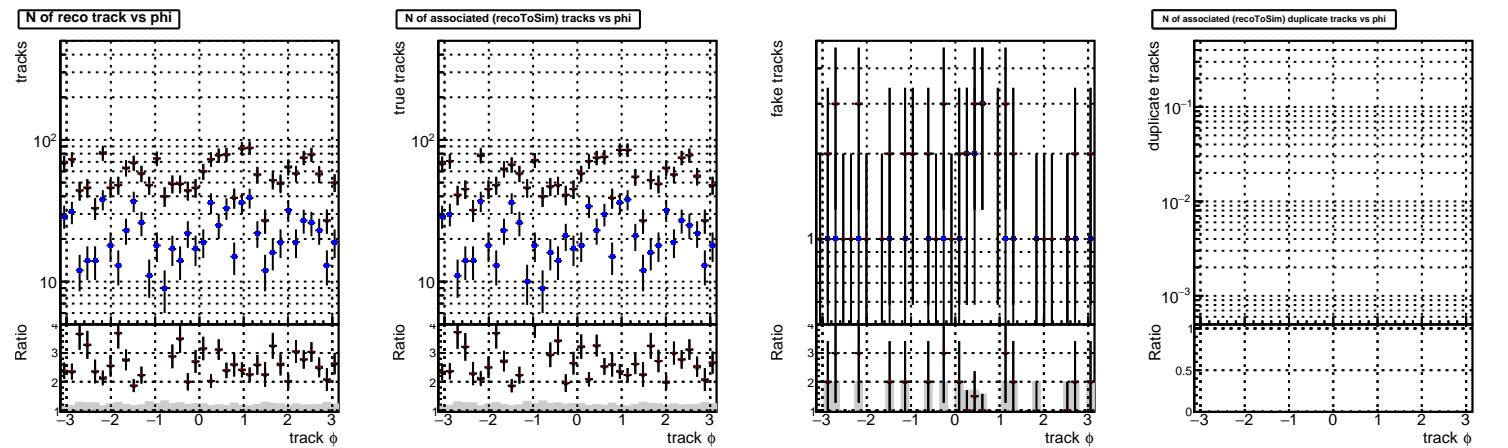 N of reco track vs phi
tracks
10²
10
Ratio
4
3
2
1
−3 −2 −1 0 1 2 3
track ϕ
N of associated (recoToSim) tracks vs phi
true tracks
10²
10
Ratio
4
3
2
1
−3 −2 −1 0 1 2 3
track ϕ
fake tracks
1
Ratio
4
3
2
1
−3 −2 −1 0 1 2 3
track ϕ
N of associated (recoToSim) duplicate tracks vs phi
duplicate tracks
10⁻¹
10⁻²
10⁻³
Ratio
1
0.5
0
−3 −2 −1 0 1 2 3
track ϕ